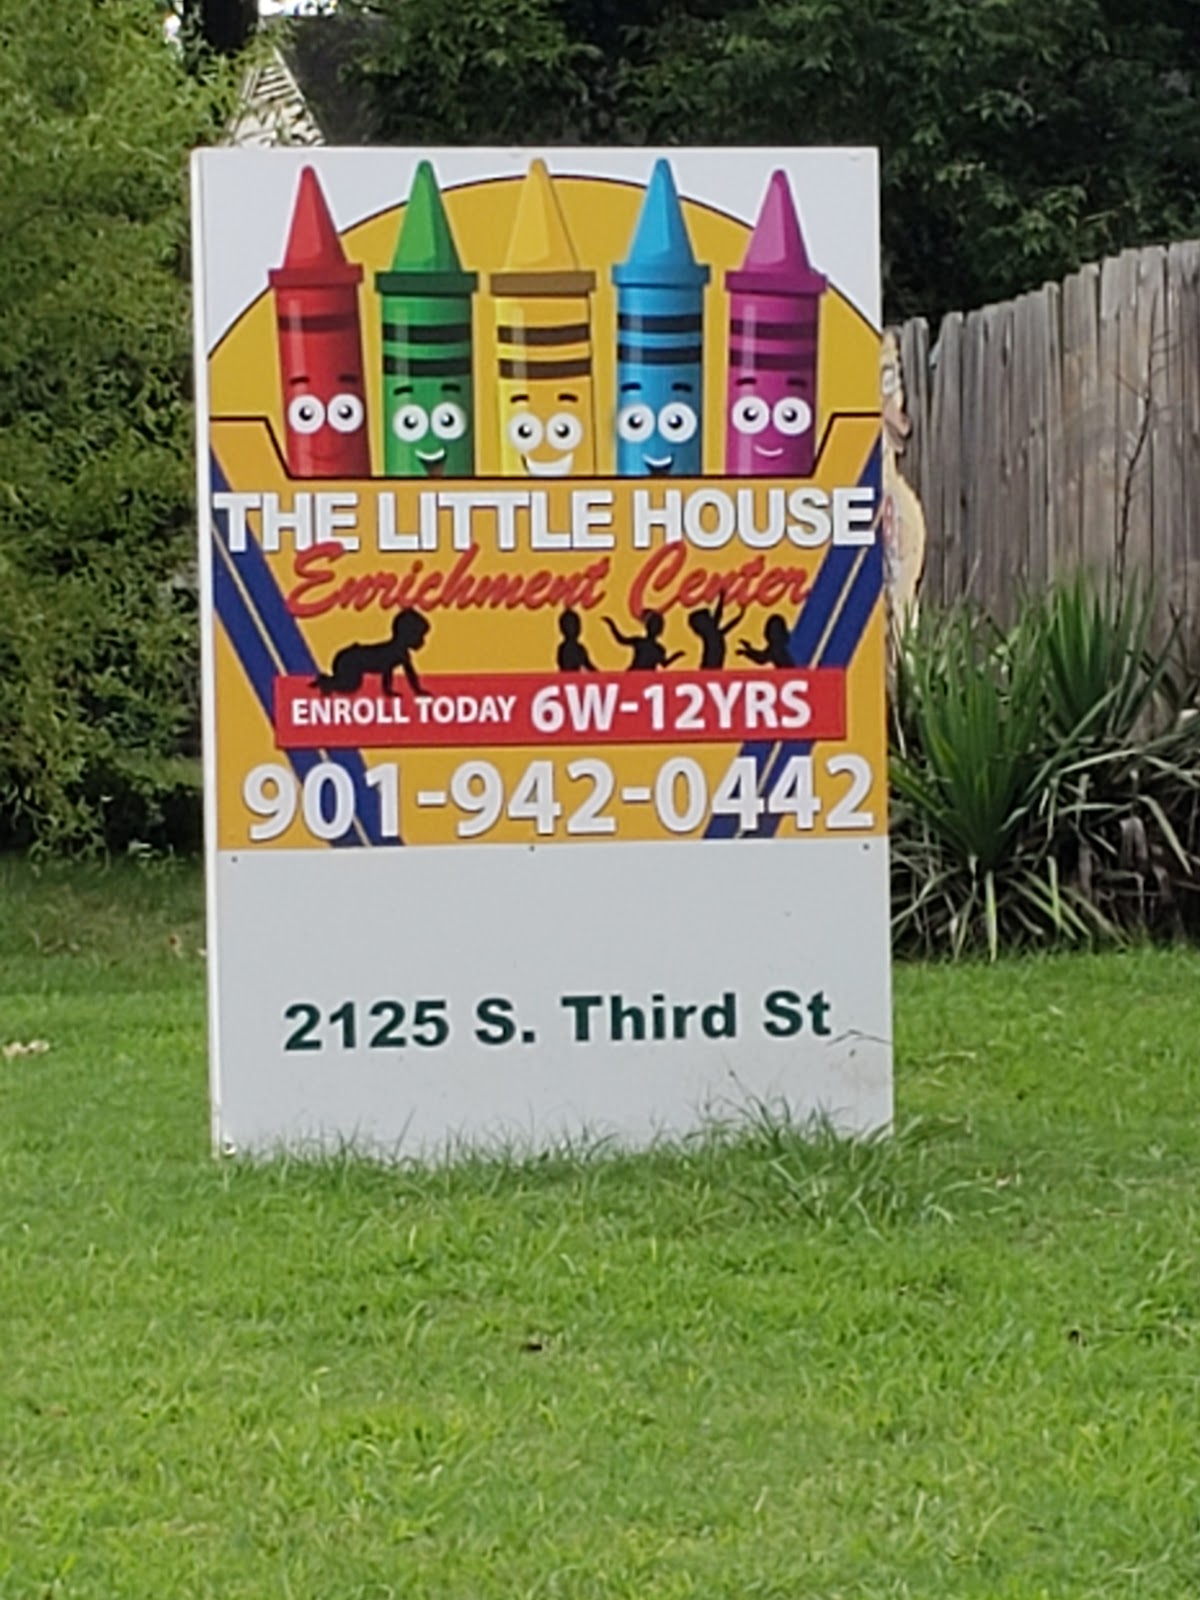 THE LITTLE HOUSE
Enrichment Center
ENROLL TODAY 6W-12YRS
901-942-0442
2125 S. Third St